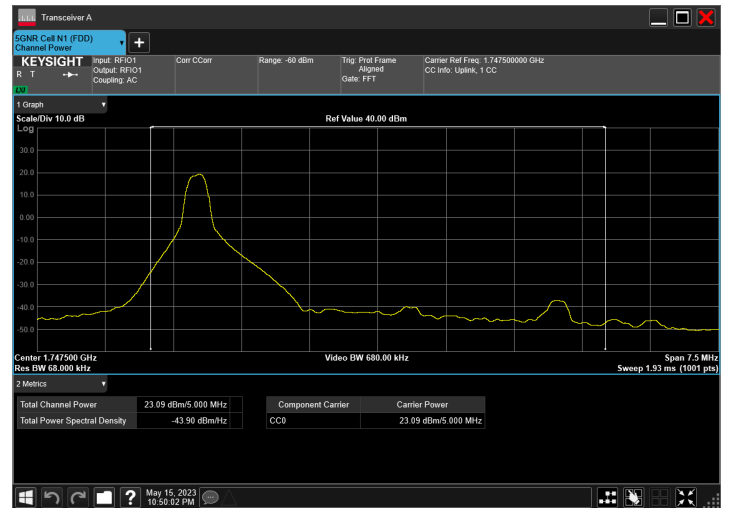 Transceiver A
5GNR Cell N1 (FDD)
Channel Power
KEYSIGHT
R T
LXI
Input: RFIO1
Output: RFIO1
Coupling: AC
Corr CCorr
Range: -60 dBm
Trig: Prot Frame
Aligned
Gate: FFT
Carrier Ref Freq: 1.747500000 GHz
CC Info: Uplink, 1 CC
1 Graph
Scale/Div 10.0 dB
Ref Value 40.00 dBm
Log
30.0
20.0
10.0
0.00
-10.0
-20.0
-30.0
-40.0
-50.0
Center 1.747500 GHz
Video BW 680.00 kHz
Span 7.5 MHz
Res BW 68.000 kHz
Sweep 1.93 ms (1001 pts)
2 Metrics
Total Channel Power 23.09 dBm/5.000 MHz
Total Power Spectral Density -43.90 dBm/Hz
Component Carrier Carrier Power
CC0 23.09 dBm/5.000 MHz
?
May 15, 2023
10:50:02 PM